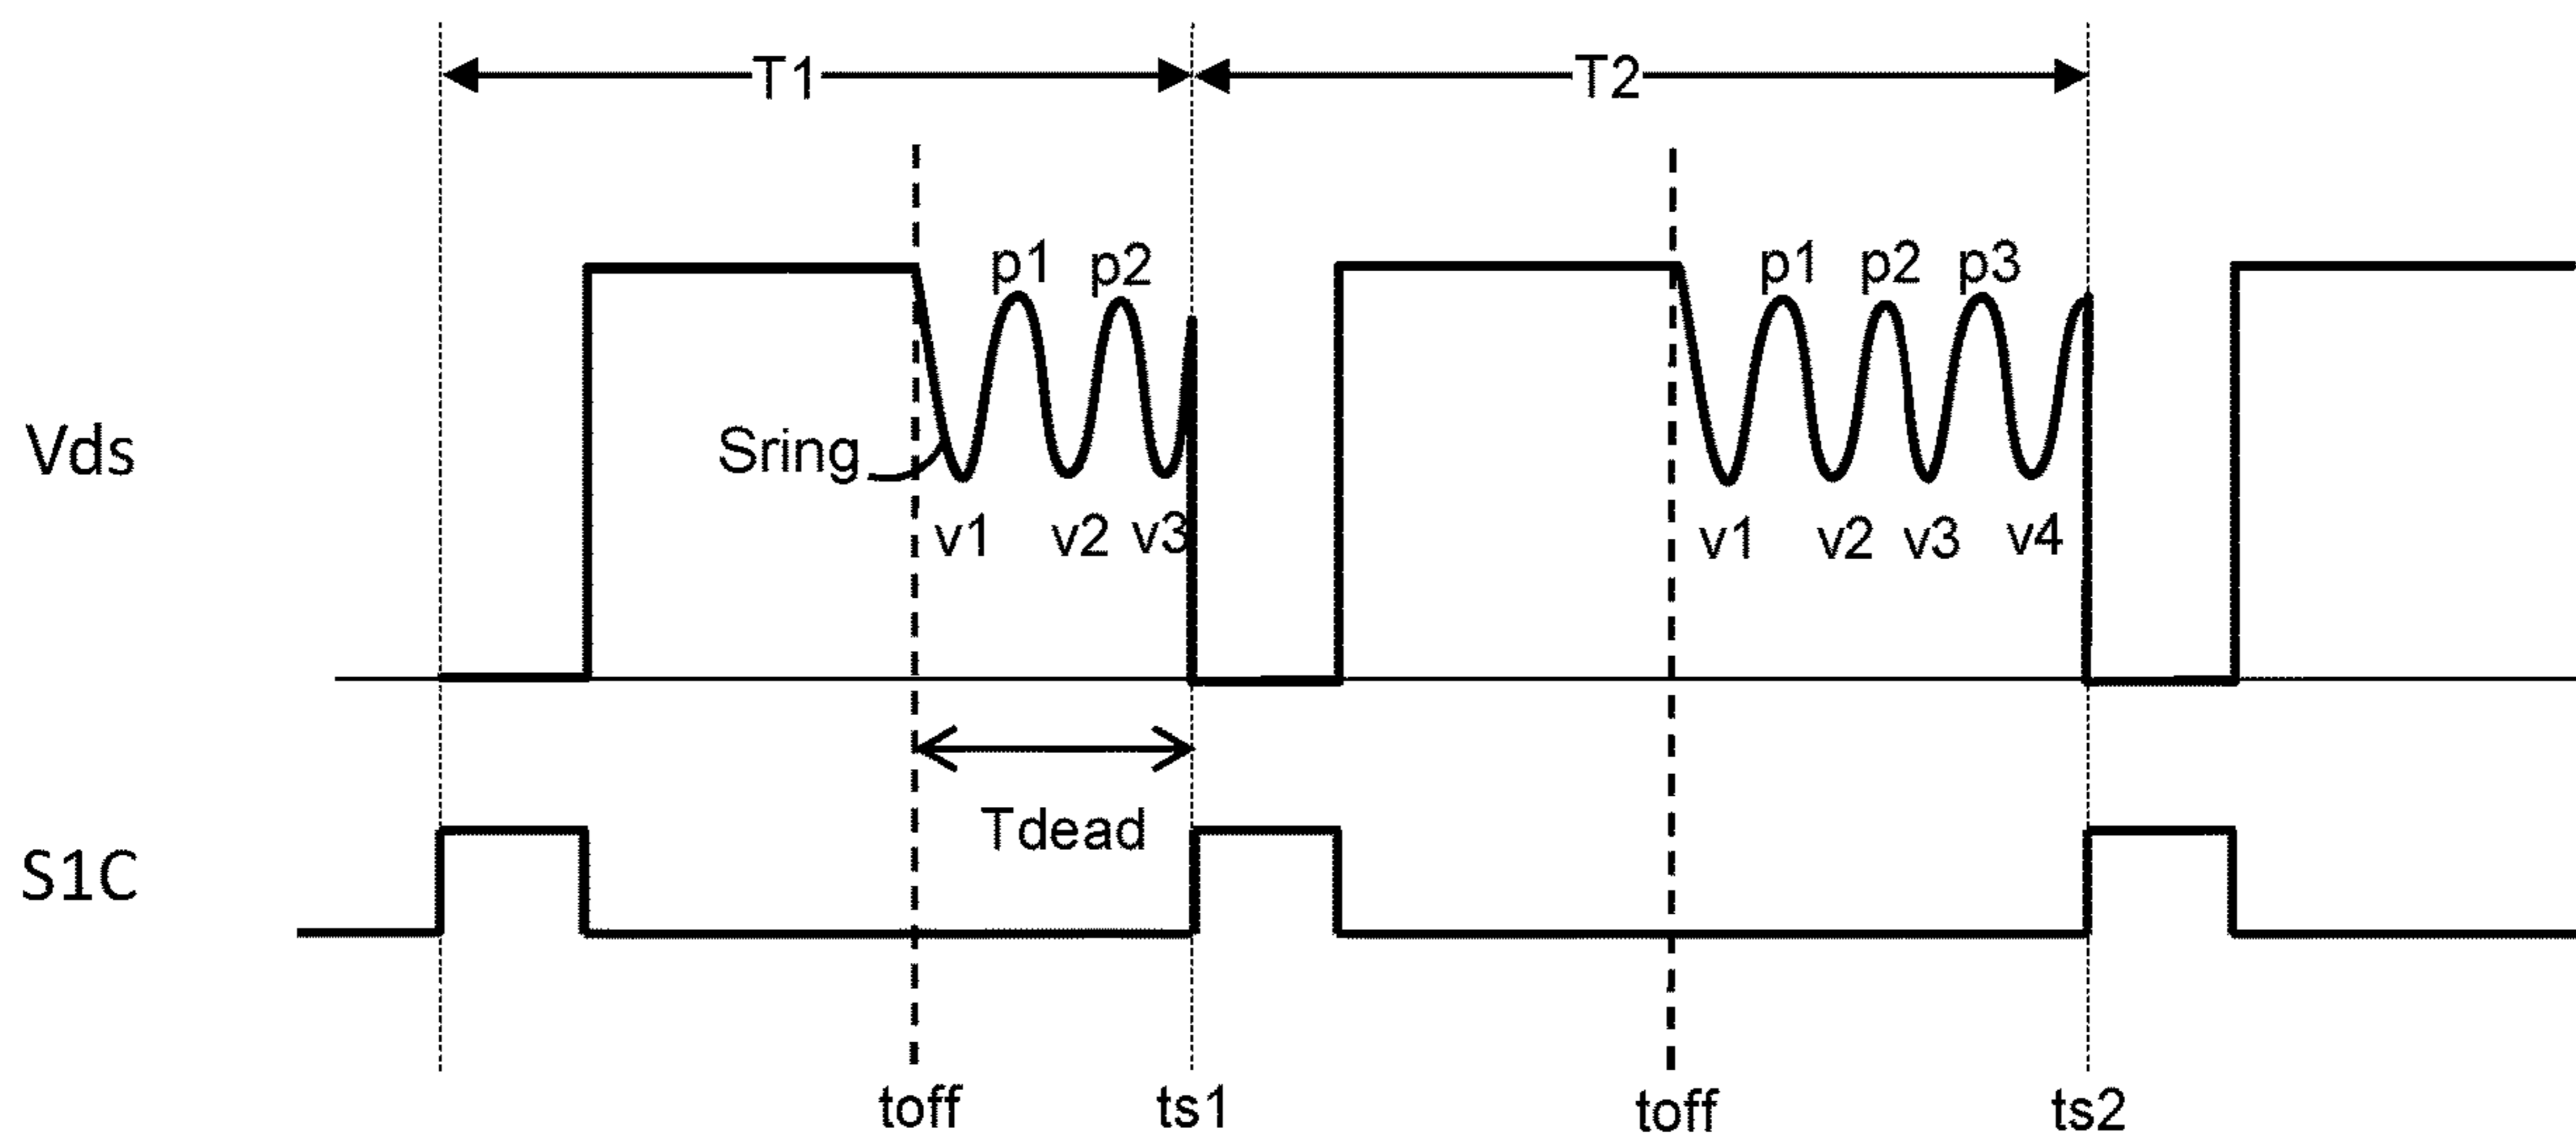 T1 T2
p1 p2 p1 p2 p3
Vds
Sring
v1 v2 v3 v1 v2 v3 v4
Tdead
S1C
toff ts1 toff ts2